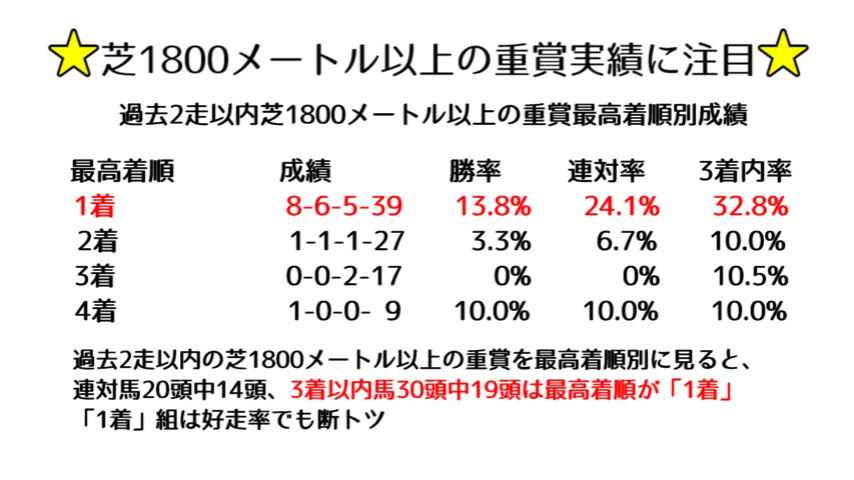 芝1800メートル以上の重賞実績に注目
過去2走以内芝1800メートル以上の重賞最高着順別成績
最高着順 成績 勝率 連対率 3着内率
1着 8-6-5-39 13.8% 24.1% 32.8%
2着 1-1-1-27 3.3% 6.7% 10.0%
3着 0-0-2-17 0% 0% 10.5%
4着 1-0-0- 9 10.0% 10.0% 10.0%
過去2走以内の芝1800メートル以上の重賞を最高着順別に見ると、
連対馬20頭中14頭、3着以内馬30頭中19頭は最高着順が「1着」
「1着」組は好走率でも断トツ